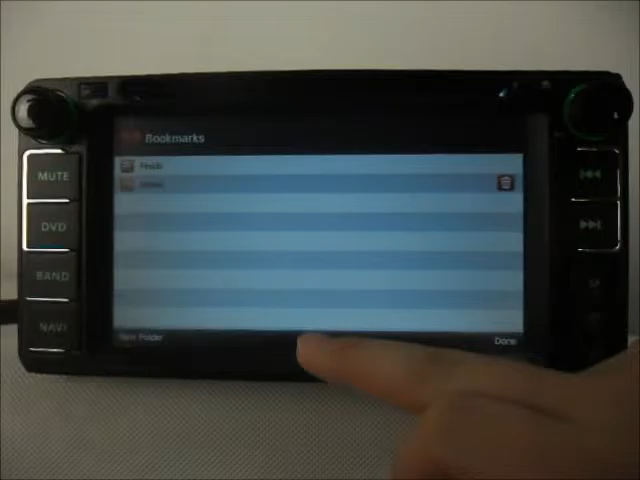 Bookmarks
Feeds
MUTE
DVD
BAND
NAVI
New Folder
Done